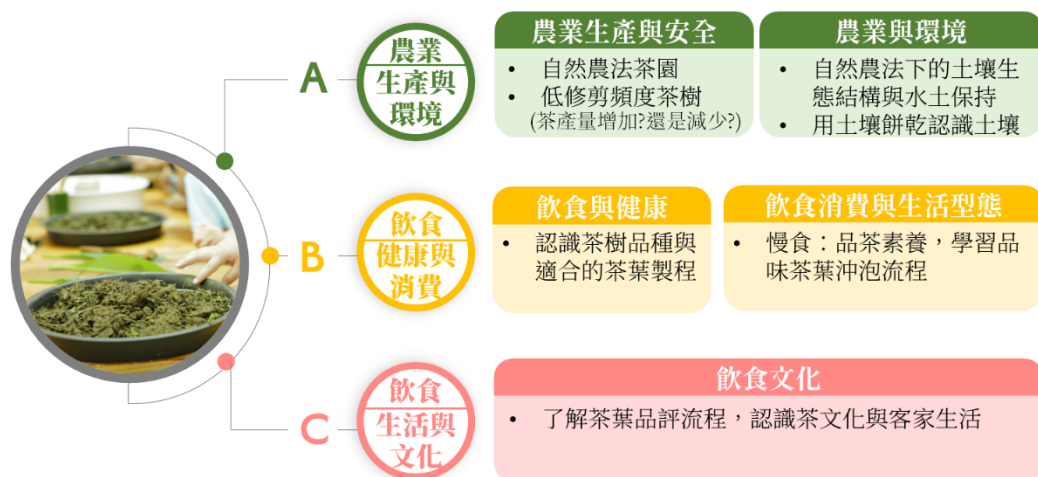 A
農業
生產與
環境
農業生產與安全
• 自然農法茶園
• 低修剪頻度茶樹
(茶產量增加?還是減少?)
農業與環境
• 自然農法下的土壤生
態結構與水土保持
• 用土壤餅乾認識土壤
B
飲食
健康與
消費
飲食與健康
• 認識茶樹品種與
適合的茶葉製程
飲食消費與生活型態
• 慢食：品茶素養，學習品
味茶葉沖泡流程
C
飲食
生活與
文化
飲食文化
• 了解茶葉品評流程，認識茶文化與客家生活